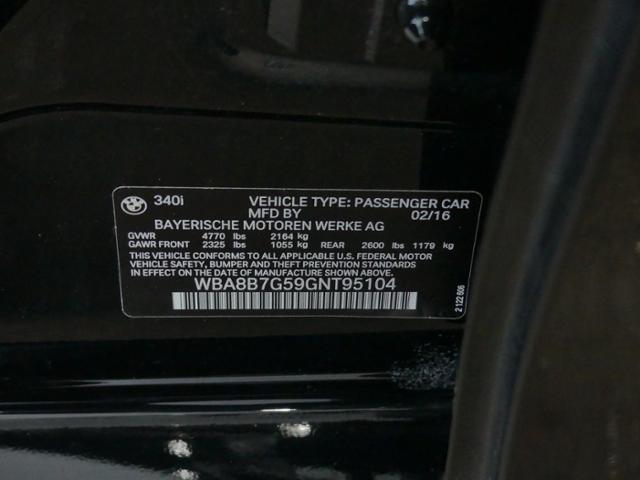 340i VEHICLE TYPE: PASSENGER CAR
MFD BY 02/16
BAYERISCHE MOTOREN WERKE AG
GVWR 4770 lbs 2164 kg
GAWR FRONT 2325 lbs 1055 kg REAR 2600 lbs 1179 kg
THIS VEHICLE CONFORMS TO ALL APPLICABLE U.S. FEDERAL MOTOR
VEHICLE SAFETY, BUMPER, AND THEFT PREVENTION STANDARDS
IN EFFECT ON THE DATE OF MANUFACTURE SHOWN ABOVE.
WBA8B7G59GNT95104
2 122 606